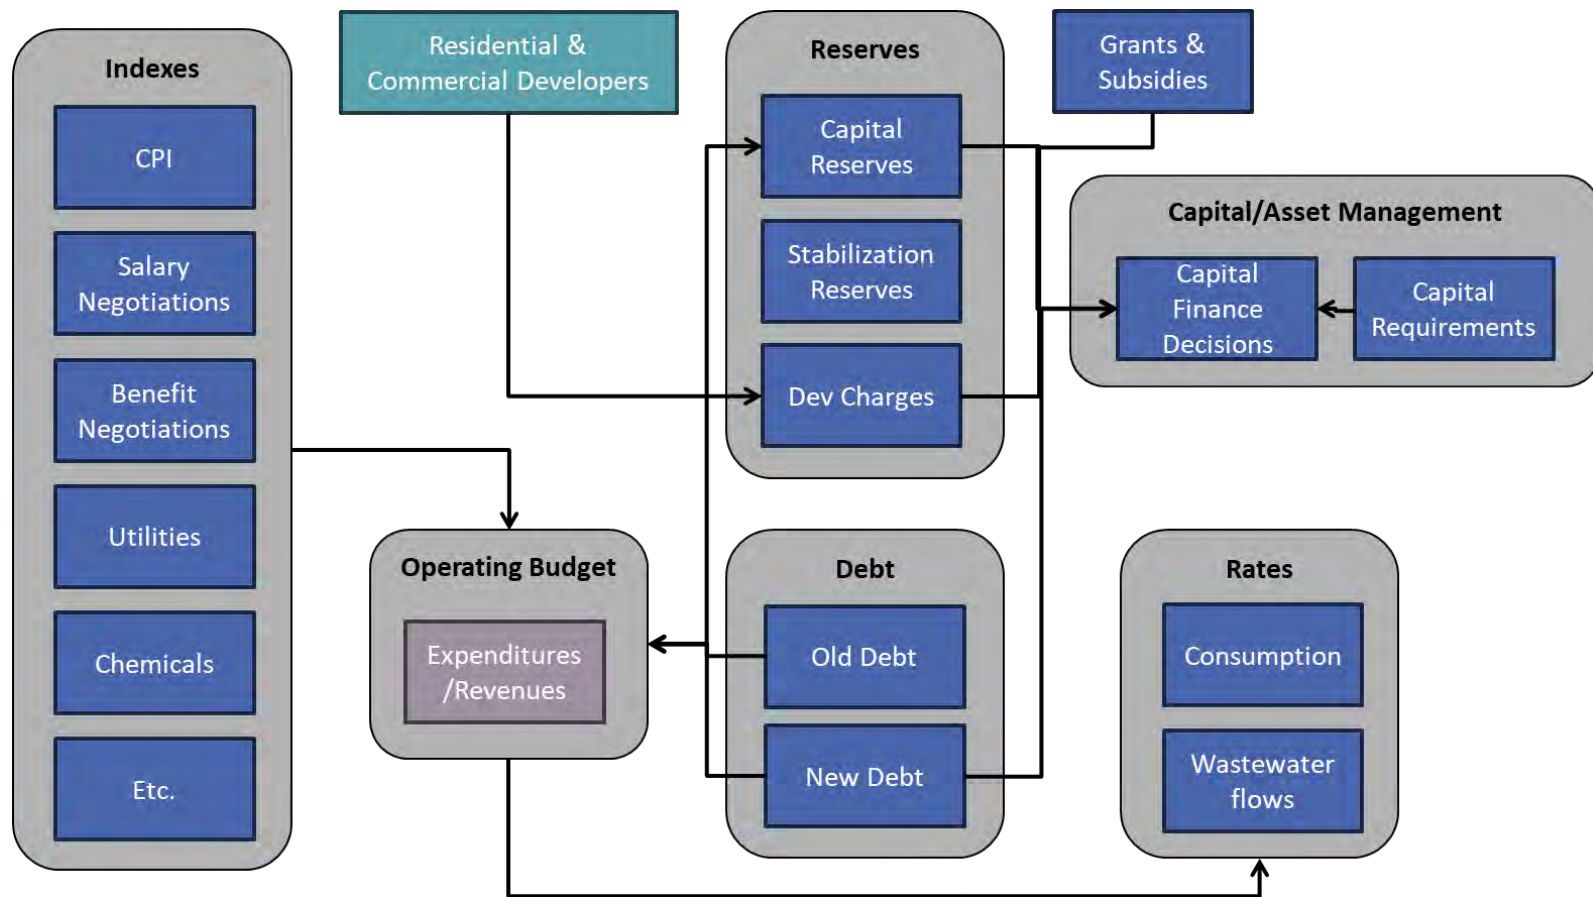 Indexes
CPI
Salary
Negotiations
Benefit
Negotiations
Utilities
Chemicals
Etc.
Residential &
Commercial Developers
Operating Budget
Expenditures
/Revenues
Reserves
Capital
Reserves
Stabilization
Reserves
Dev Charges
Debt
Old Debt
New Debt
Grants &
Subsidies
Capital/Asset Management
Capital
Finance
Decisions
Capital
Requirements
Rates
Consumption
Wastewater
flows